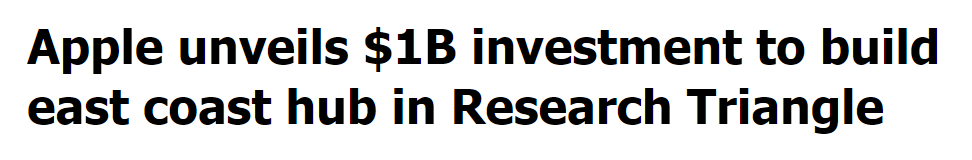 Apple unveils $1B investment to build
east coast hub in Research Triangle